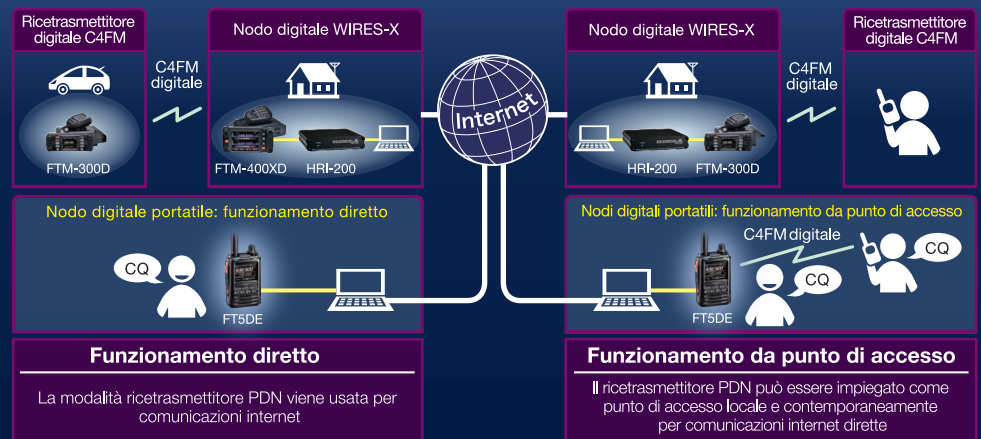 Ricetrasmettitore
digitale C4FM
FTM-300D
C4FM
digitale
Nodo digitale WIRES-X
FTM-400XD
HRI-200
Internet
Nodo digitale WIRES-X
HRI-200
FTM-300D
C4FM
digitale
Ricetrasmettitore
digitale C4FM
Nodo digitale portatile: funzionamento diretto
CQ
FT5DE
Nodi digitali portatili: funzionamento da punto di accesso
C4FM digitale
CQ
CQ
FT5DE
Funzionamento diretto
La modalità ricetrasmettitore PDN viene usata per
comunicazioni internet
Funzionamento da punto di accesso
Il ricetrasmettitore PDN può essere impiegato come
punto di accesso locale e contemporaneamente
per comunicazioni internet dirette